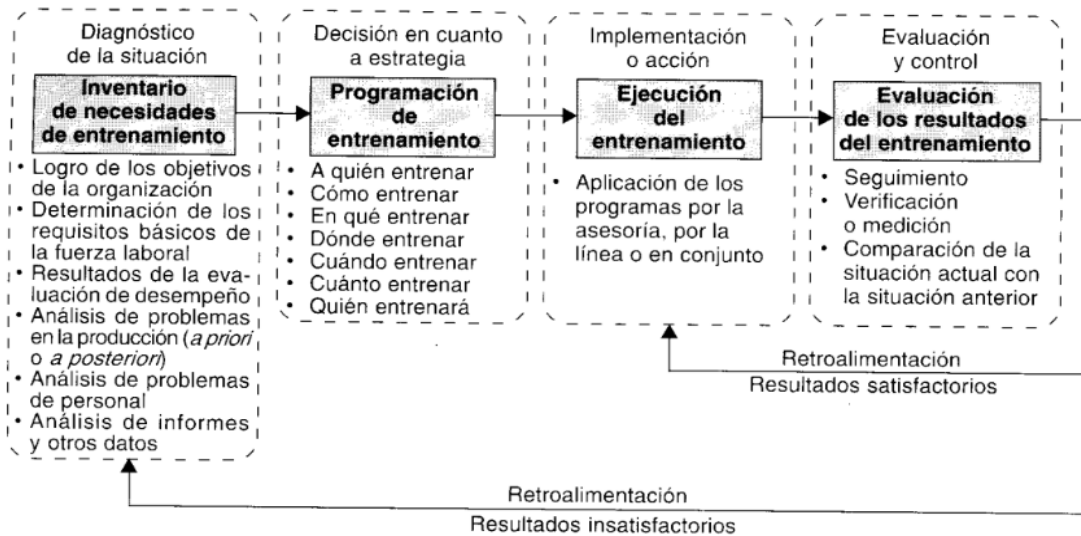 Diagnóstico
de la situación
Inventario
de necesidades
de entrenamiento
• Logro de los objetivos
de la organización
• Determinación de los
requisitos básicos de
la fuerza laboral
• Resultados de la eva-
luación de desempeño
• Análisis de problemas
en la producción (a priori
o a posteriori)
• Análisis de problemas
de personal
• Análisis de informes
y otros datos
Decisión en cuanto
a estrategia
Programación
de
entrenamiento
• A quién entrenar
• Cómo entrenar
• En qué entrenar
• Dónde entrenar
• Cuándo entrenar
• Cuánto entrenar
• Quién entrenará
Implementación
o acción
Ejecución
del
entrenamiento
• Aplicación de los
programas por la
asesoría, por la
línea o en conjunto
Evaluación
y control
Evaluación
de los resultados
del entrenamiento
• Seguimiento
• Verificación
o medición
• Comparación de la
situación actual con
la situación anterior
Retroalimentación
Resultados satisfactorios
Retroalimentación
Resultados insatisfactorios